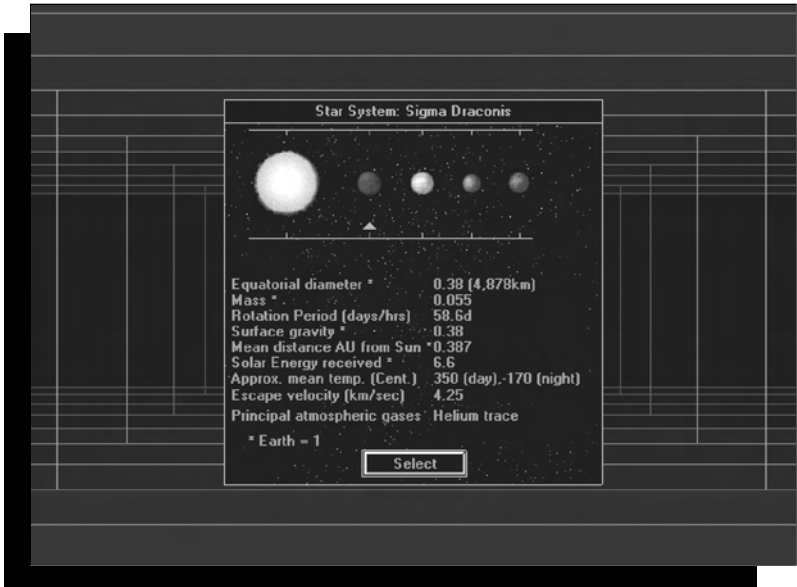 Star System: Sigma Draconis
Equatorial diameter * 0.38 (4,878km)
Mass * 0.055
Rotation Period (days/hrs) 58.6d
Surface gravity * 0.38
Mean distance AU from Sun * 0.387
Solar Energy received * 6.6
Approx. mean temp. (Cent.) 350 (day),-170 (night)
Escape velocity (km/sec) 4.25
Principal atmospheric gases Helium trace
* Earth = 1
Select